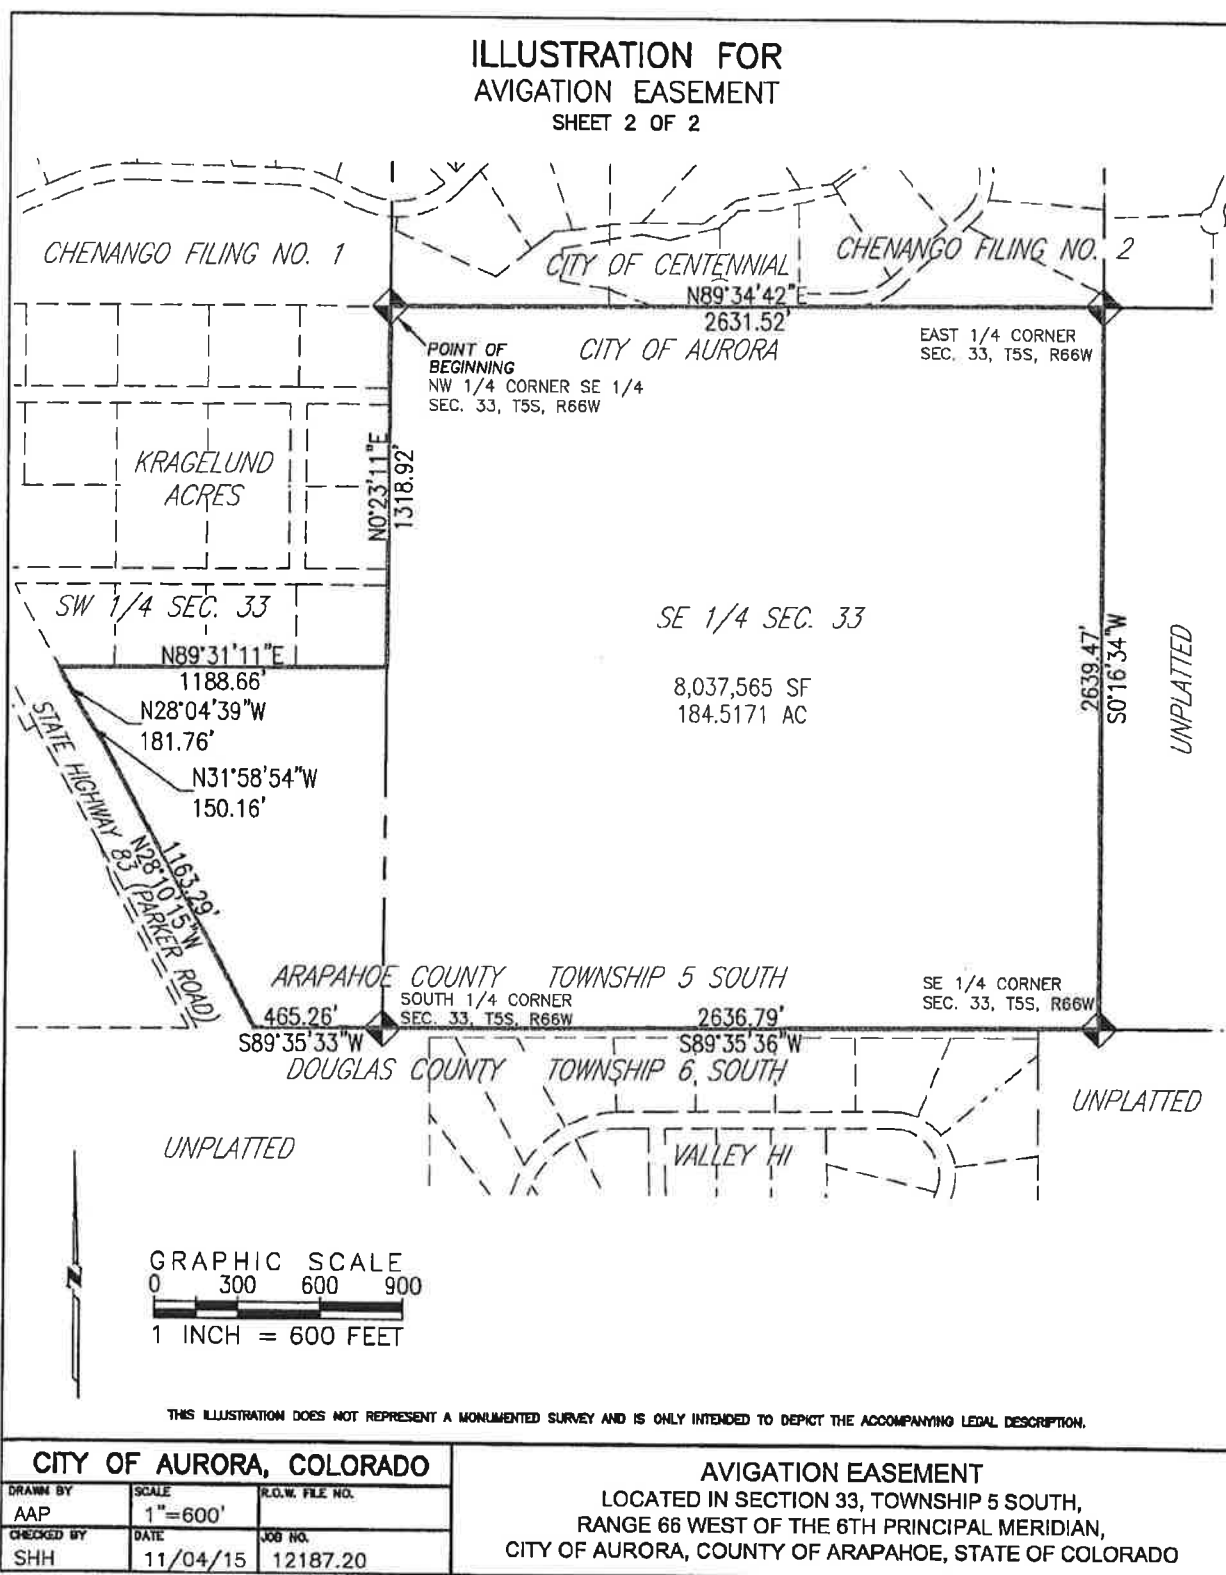 ILLUSTRATION FOR
AVIGATION EASEMENT
SHEET 2 OF 2
CHENANGO FILING NO. 1
CITY OF CENTENNIAL
CHENANGO FILING NO. 2
N89°34'42"E
2631.52'
CITY OF AURORA
EAST 1/4 CORNER
SEC. 33, T5S, R66W
POINT OF
BEGINNING
NW 1/4 CORNER SE 1/4
SEC. 33, T5S, R66W
KRAGELUND
ACRES
N0°23'11"E
1318.92'
SW 1/4 SEC. 33
SE 1/4 SEC. 33
N89°31'11"E
1188.66'
8,037,565 SF
184.5171 AC
2639.47'
S0°16'34"W
UNPLATTED
N28°04'39"W
181.76'
N31°58'54"W
150.16'
STATE HIGHWAY 83 (PARKER ROAD)
N28°10'15"W
1163.29'
ARAPAHOE COUNTY TOWNSHIP 5 SOUTH
SOUTH 1/4 CORNER
SEC. 33, T5S, R66W
SE 1/4 CORNER
SEC. 33, T5S, R66W
465.26'
S89°35'33"W
2636.79'
S89°35'36"W
DOUGLAS COUNTY TOWNSHIP 6 SOUTH
UNPLATTED
UNPLATTED
VALLEY HI
N
GRAPHIC SCALE
0 300 600 900
1 INCH = 600 FEET
THIS ILLUSTRATION DOES NOT REPRESENT A MONUMENTED SURVEY AND IS ONLY INTENDED TO DEPICT THE ACCOMPANYING LEGAL DESCRIPTION.
CITY OF AURORA, COLORADO
DRAWN BY
AAP
SCALE
1"=600'
R.O.W. FILE NO.
CHECKED BY
SHH
DATE
11/04/15
JOB NO.
12187.20
AVIGATION EASEMENT
LOCATED IN SECTION 33, TOWNSHIP 5 SOUTH,
RANGE 66 WEST OF THE 6TH PRINCIPAL MERIDIAN,
CITY OF AURORA, COUNTY OF ARAPAHOE, STATE OF COLORADO